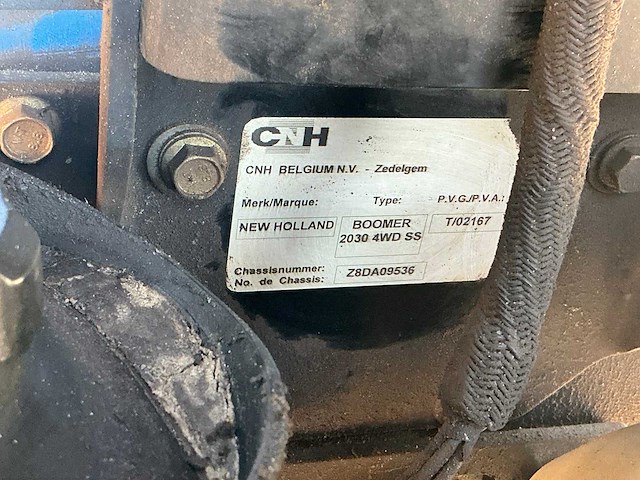 CNH
CNH BELGIUM N.V. - Zedelgem
Merk/Marque: Type: P.V.G./P.V.A.:
NEW HOLLAND BOOMER 2030 4WD SS T/02167
Chassisnummer: Z8DA09536
No. de Chassis: